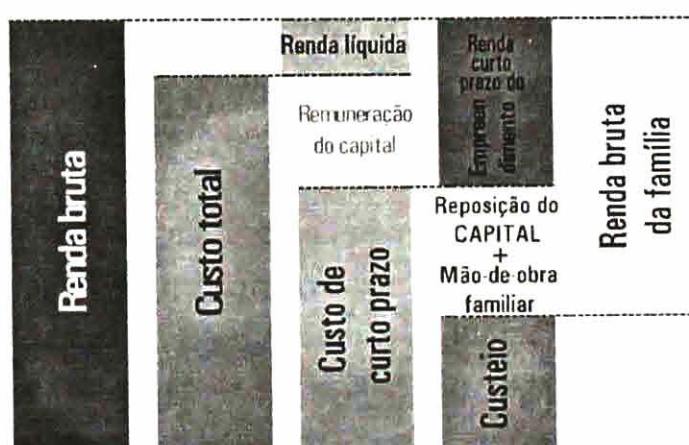 Renda bruta
Custo total
Renda líquida
Remuneração
do capital
Custo de
curto prazo
Renda
curto
prazo do
Empreen
dimento
Reposição do
CAPITAL
+
Mão-de-obra
familiar
Custeio
Renda bruta
da família